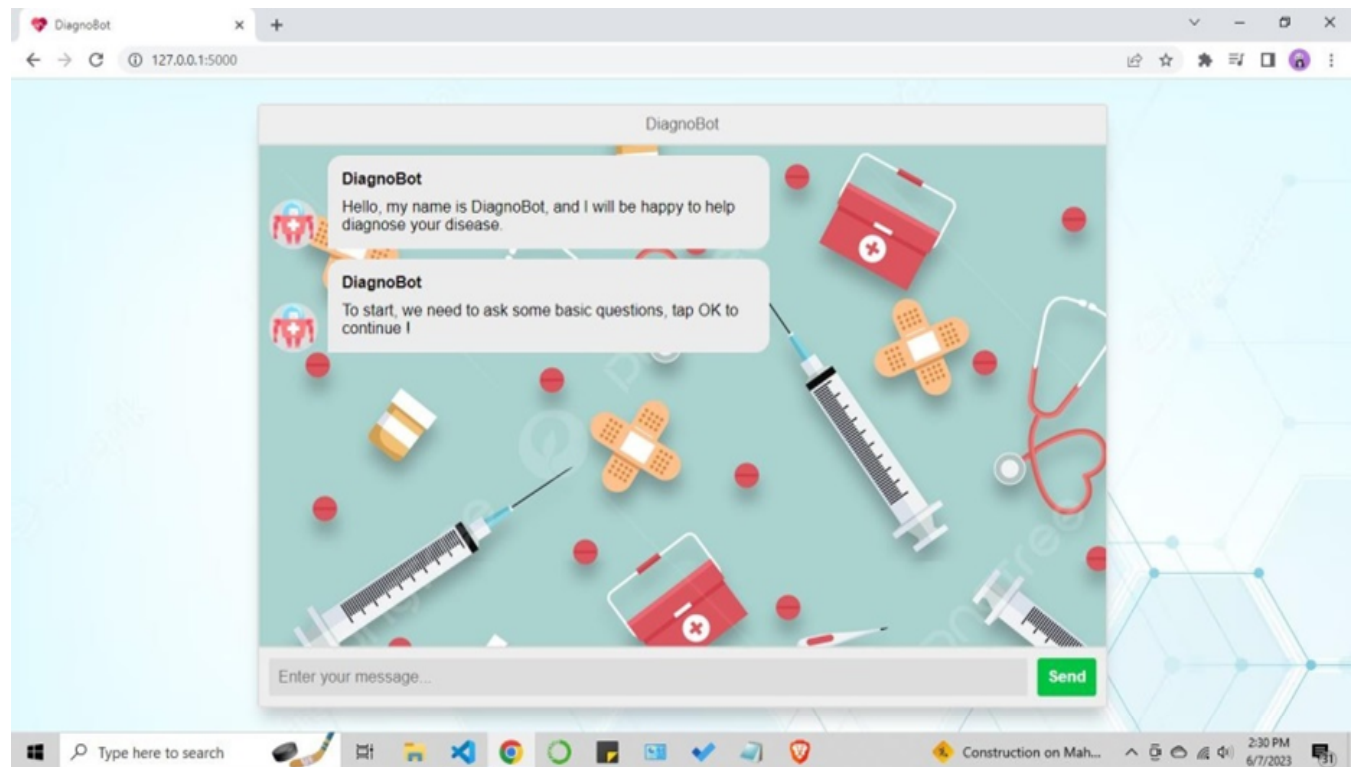 DiagnoBot
127.0.0.1:5000
DiagnoBot
DiagnoBot
Hello, my name is DiagnoBot, and I will be happy to help
diagnose your disease.
DiagnoBot
To start, we need to ask some basic questions, tap OK to
continue !
Enter your message...
Send
Type here to search
Construction on Mah...
2:30 PM
6/7/2023
31